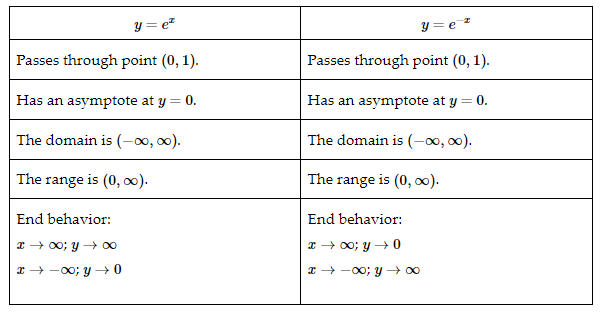 y = eˣ
y = e⁻ˣ
Passes through point (0, 1).
Passes through point (0, 1).
Has an asymptote at y = 0.
Has an asymptote at y = 0.
The domain is (−∞, ∞).
The domain is (−∞, ∞).
The range is (0, ∞).
The range is (0, ∞).
End behavior:
x → ∞; y → ∞
x → −∞; y → 0
End behavior:
x → ∞; y → 0
x → −∞; y → ∞